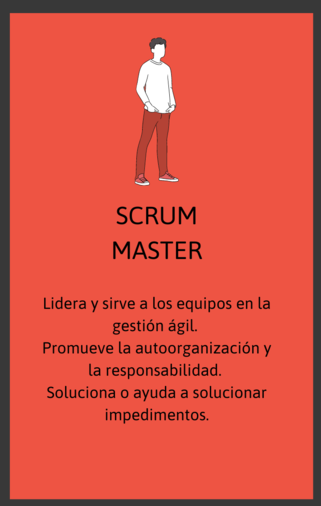 SCRUM
MASTER
Lidera y sirve a los equipos en la
gestión ágil.
Promueve la autoorganización y
la responsabilidad.
Soluciona o ayuda a solucionar
impedimentos.